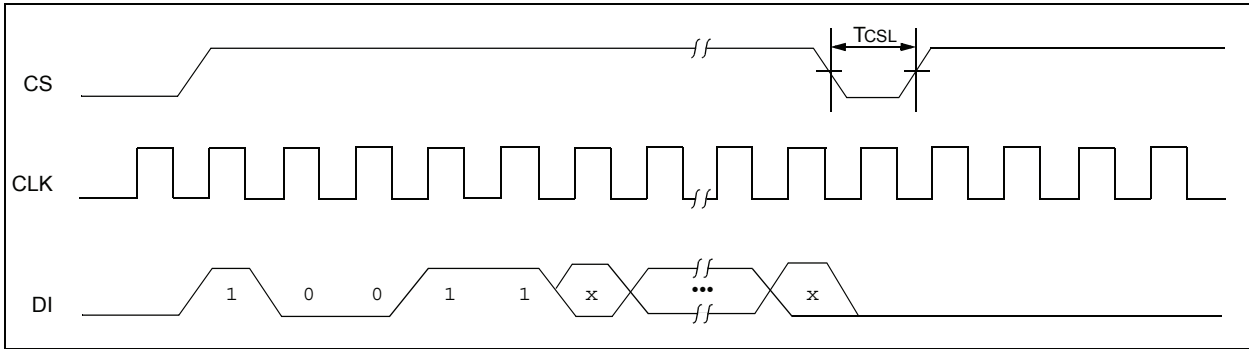 TCSL
CS
CLK
DI
1 0 0 1 1 x ••• x